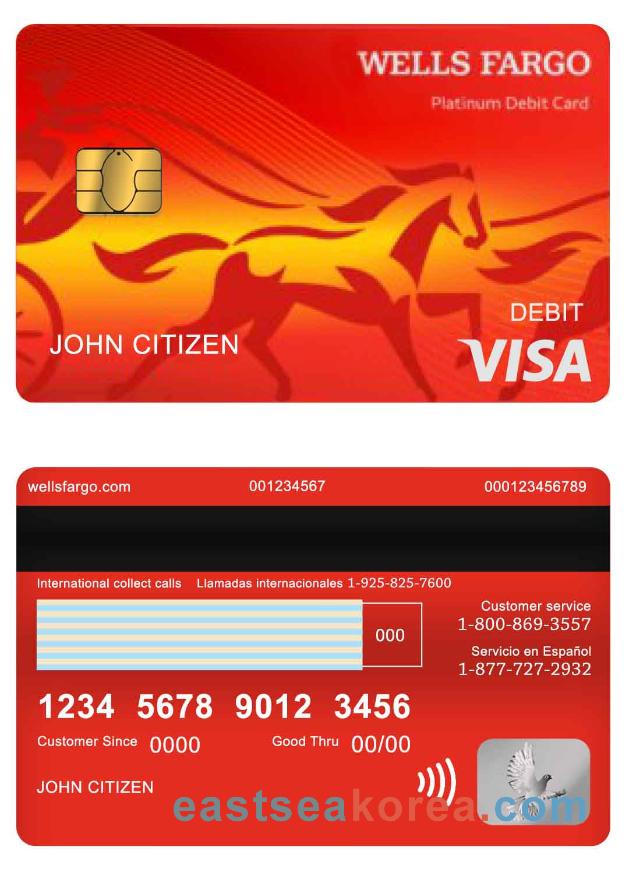 WELLS FARGO
Platinum Debit Card
DEBIT
JOHN CITIZEN
VISA
wellsfargo.com 001234567 000123456789
International collect calls Llamadas internacionales 1-925-825-7600
Customer service
000
1-800-869-3557
Servicio en Español
1-877-727-2932
1234 5678 9012 3456
Customer Since 0000 Good Thru 00/00
JOHN CITIZEN
eastseakorea.com